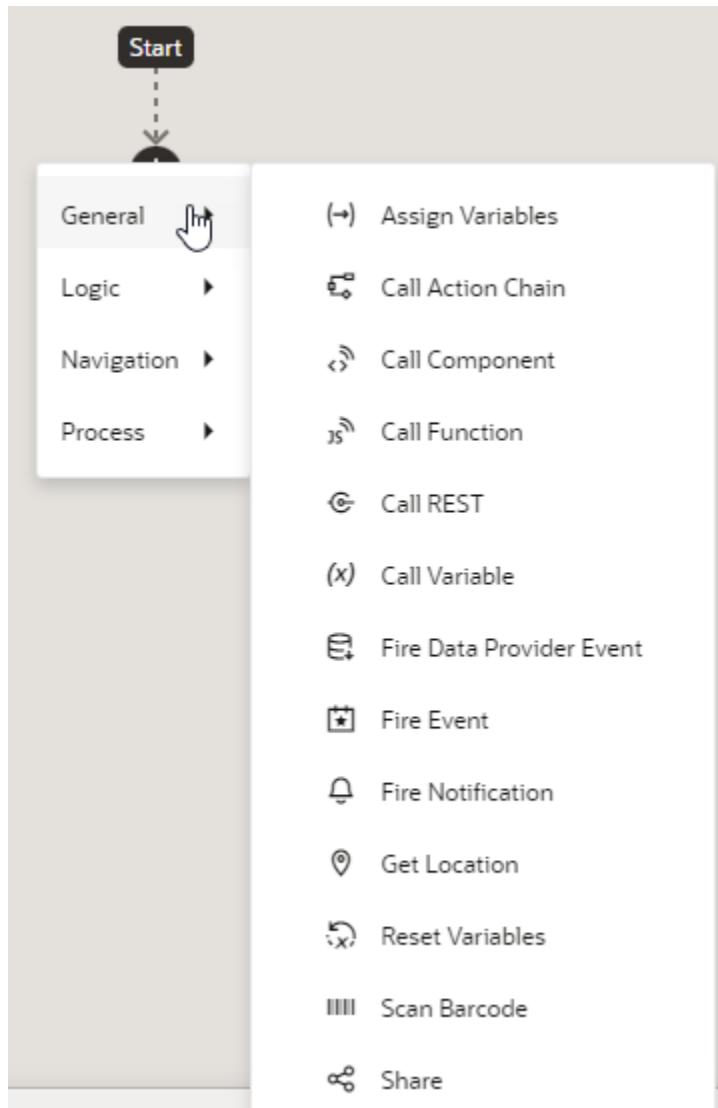 Start
General
Logic
Navigation
Process
Assign Variables
Call Action Chain
Call Component
JS
Call Function
Call REST
(x)
Call Variable
Fire Data Provider Event
Fire Event
Fire Notification
Get Location
Reset Variables
Scan Barcode
Share